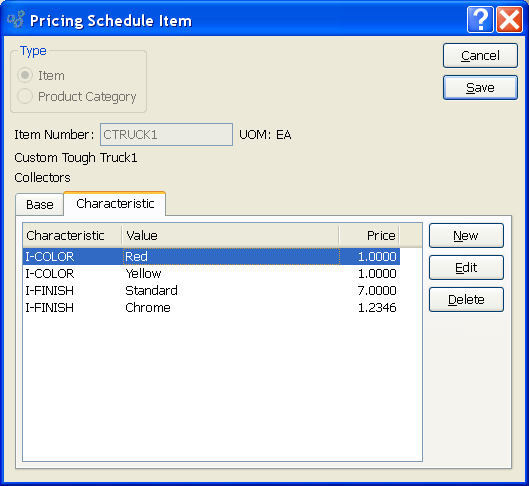 Pricing Schedule Item ?
Type
Item
Product Category
Cancel
Save
Item Number: CTRUCK1 UOM: EA
Custom Tough Truck1
Collectors
Base Characteristic
Characteristic Value Price
I-COLOR Red 1.0000
I-COLOR Yellow 1.0000
I-FINISH Standard 7.0000
I-FINISH Chrome 1.2346
New
Edit
Delete